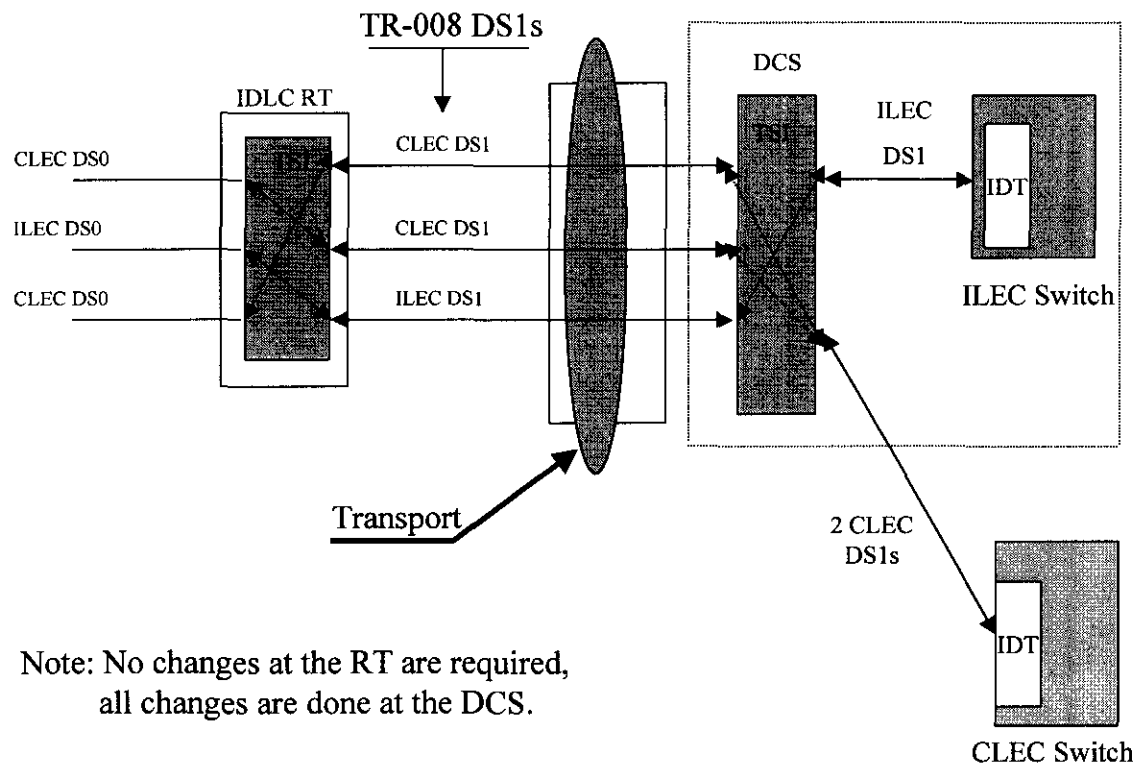 TR-008 DS1s
DCS
IDLC RT
ILEC
DS1
CLEC DS0
CLEC DS1
IDT
ILEC DS0
CLEC DS1
CLEC DS0
ILEC DS1
ILEC Switch
Transport
2 CLEC
DS1s
IDT
Note: No changes at the RT are required,
all changes are done at the DCS.
CLEC Switch